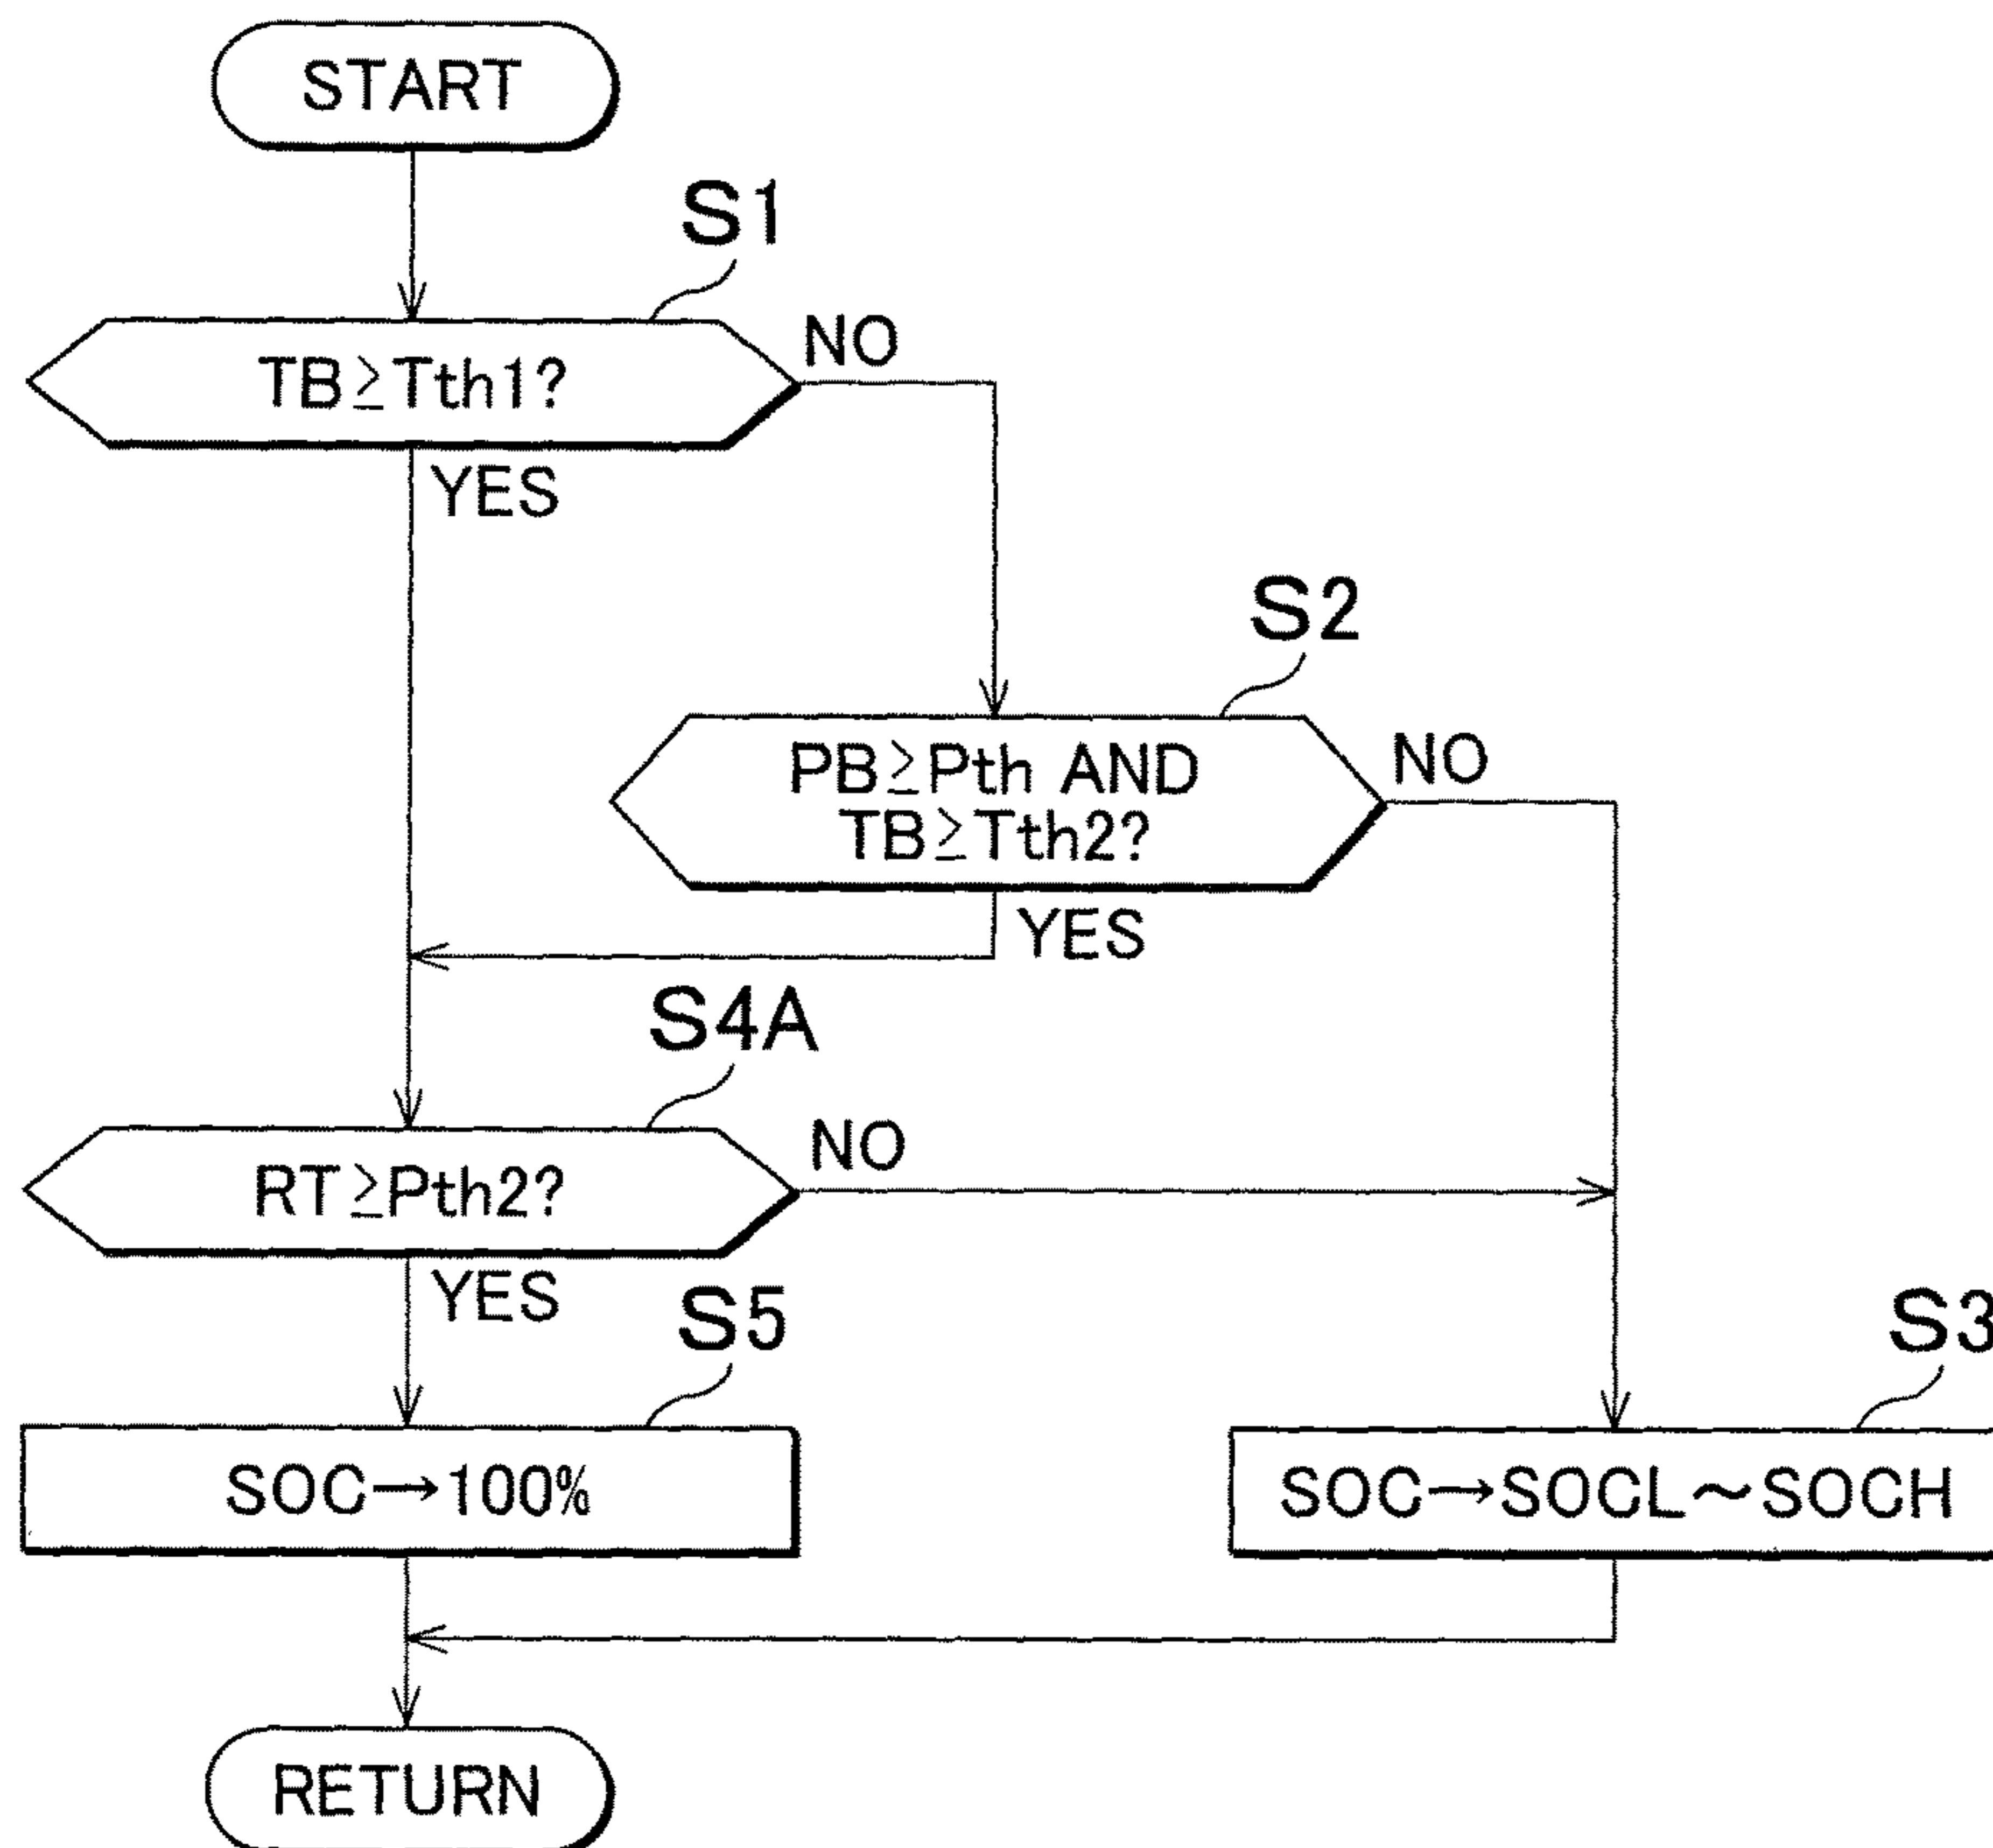 START
S1
TB≧Tth1?
NO
YES
S2
PB≧Pth AND
TB≧Tth2?
NO
YES
S4A
RT≧Pth2?
NO
YES
S5
S3
SOC→100%
SOC→SOCL~SOCH
RETURN